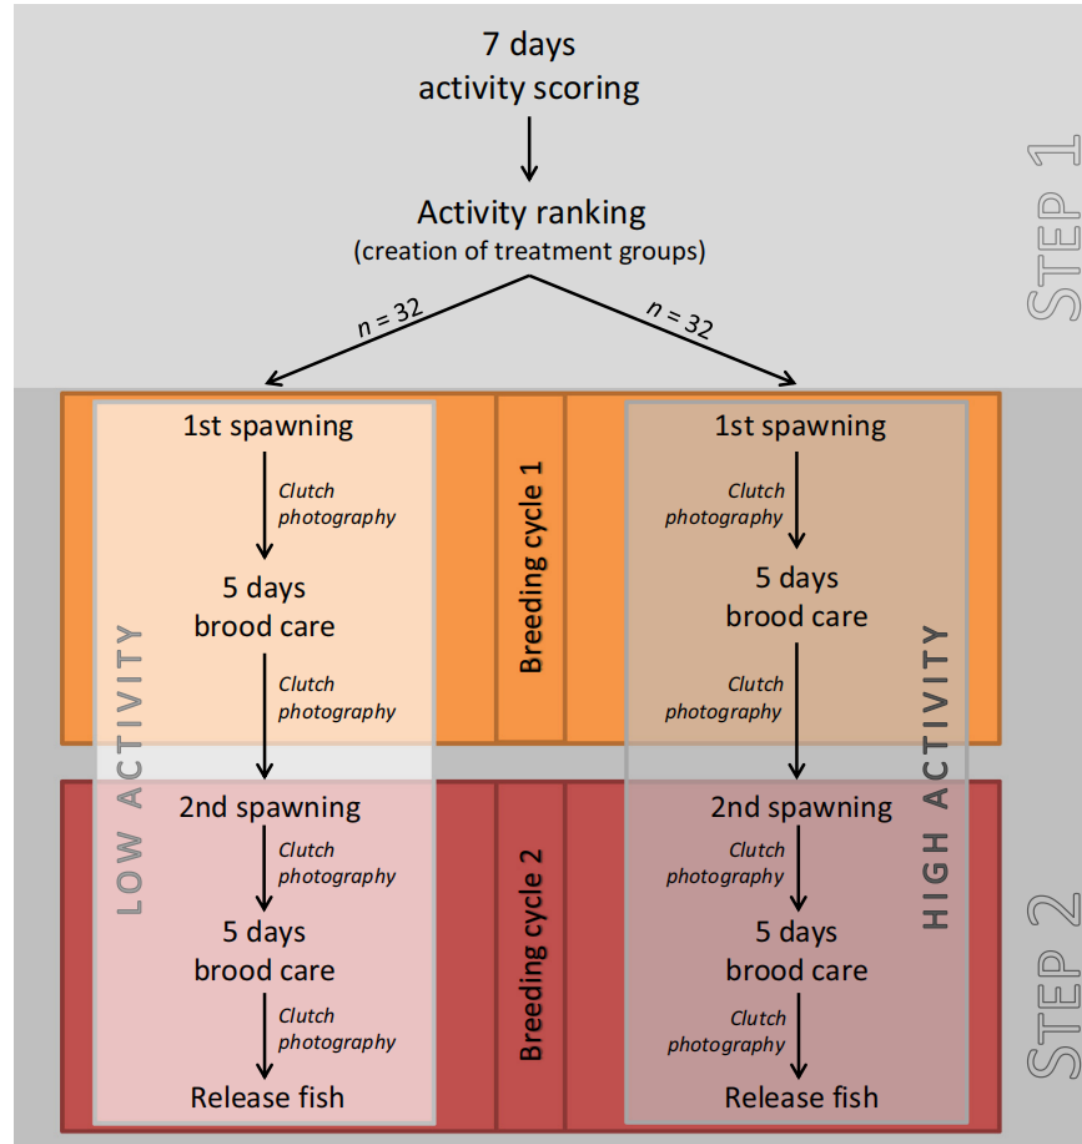 7 days
activity scoring
Activity ranking
(creation of treatment groups)
n = 32
n = 32
STEP 1
1st spawning
Clutch
photography
5 days
brood care
Clutch
photography
2nd spawning
Clutch
photography
5 days
brood care
Clutch
photography
Release fish
LOW ACTIVITY
Breeding cycle 1
Breeding cycle 2
1st spawning
Clutch
photography
5 days
brood care
Clutch
photography
2nd spawning
Clutch
photography
5 days
brood care
Clutch
photography
Release fish
HIGH ACTIVITY
STEP 2